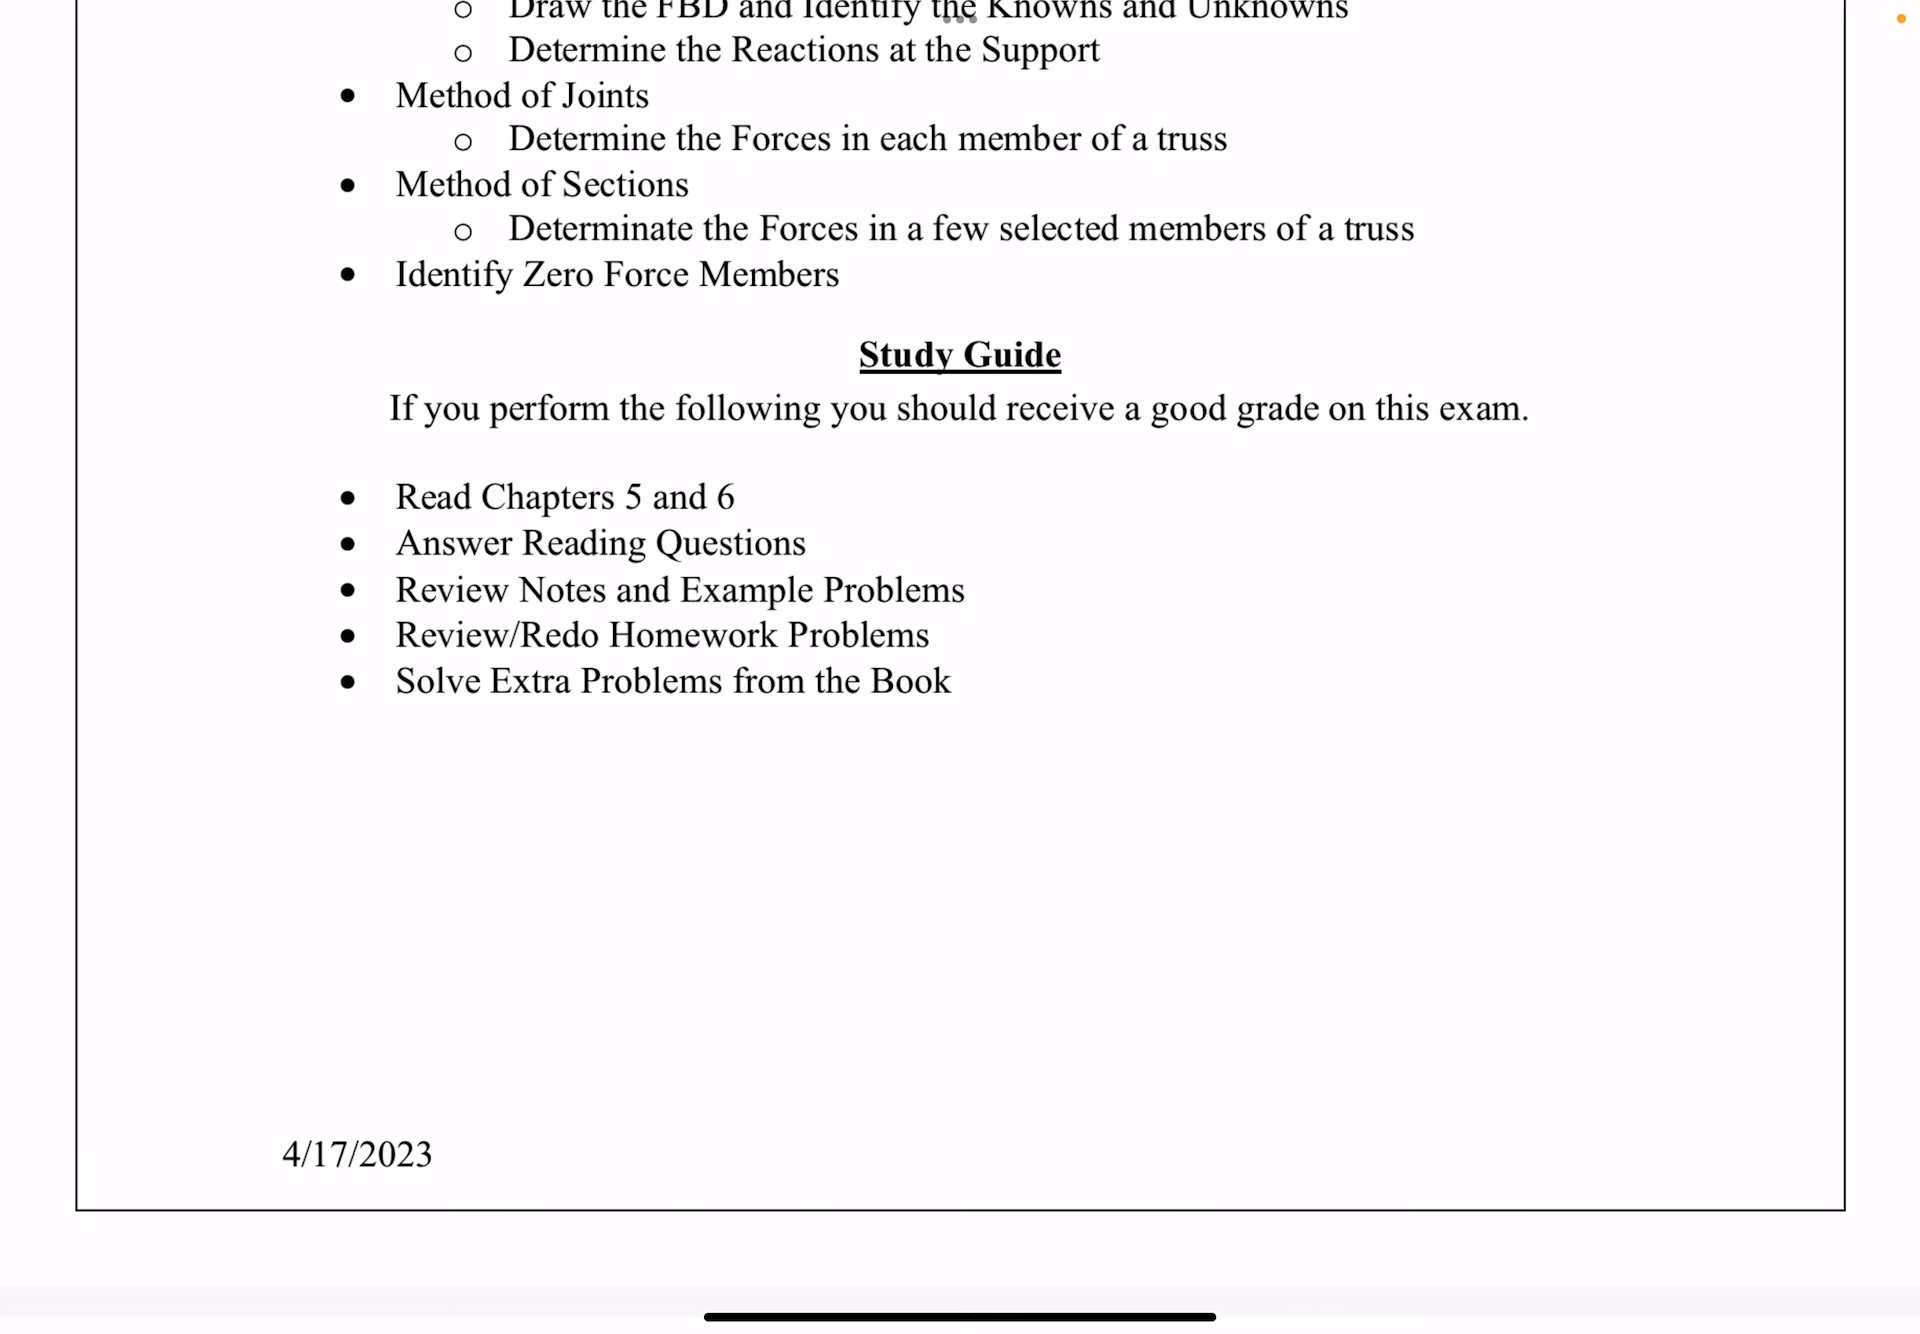 o Draw the FBD and Identify the Knowns and Unknowns
o Determine the Reactions at the Support
• Method of Joints
o Determine the Forces in each member of a truss
• Method of Sections
o Determinate the Forces in a few selected members of a truss
• Identify Zero Force Members
Study Guide
If you perform the following you should receive a good grade on this exam.
• Read Chapters 5 and 6
• Answer Reading Questions
• Review Notes and Example Problems
• Review/Redo Homework Problems
• Solve Extra Problems from the Book
4/17/2023